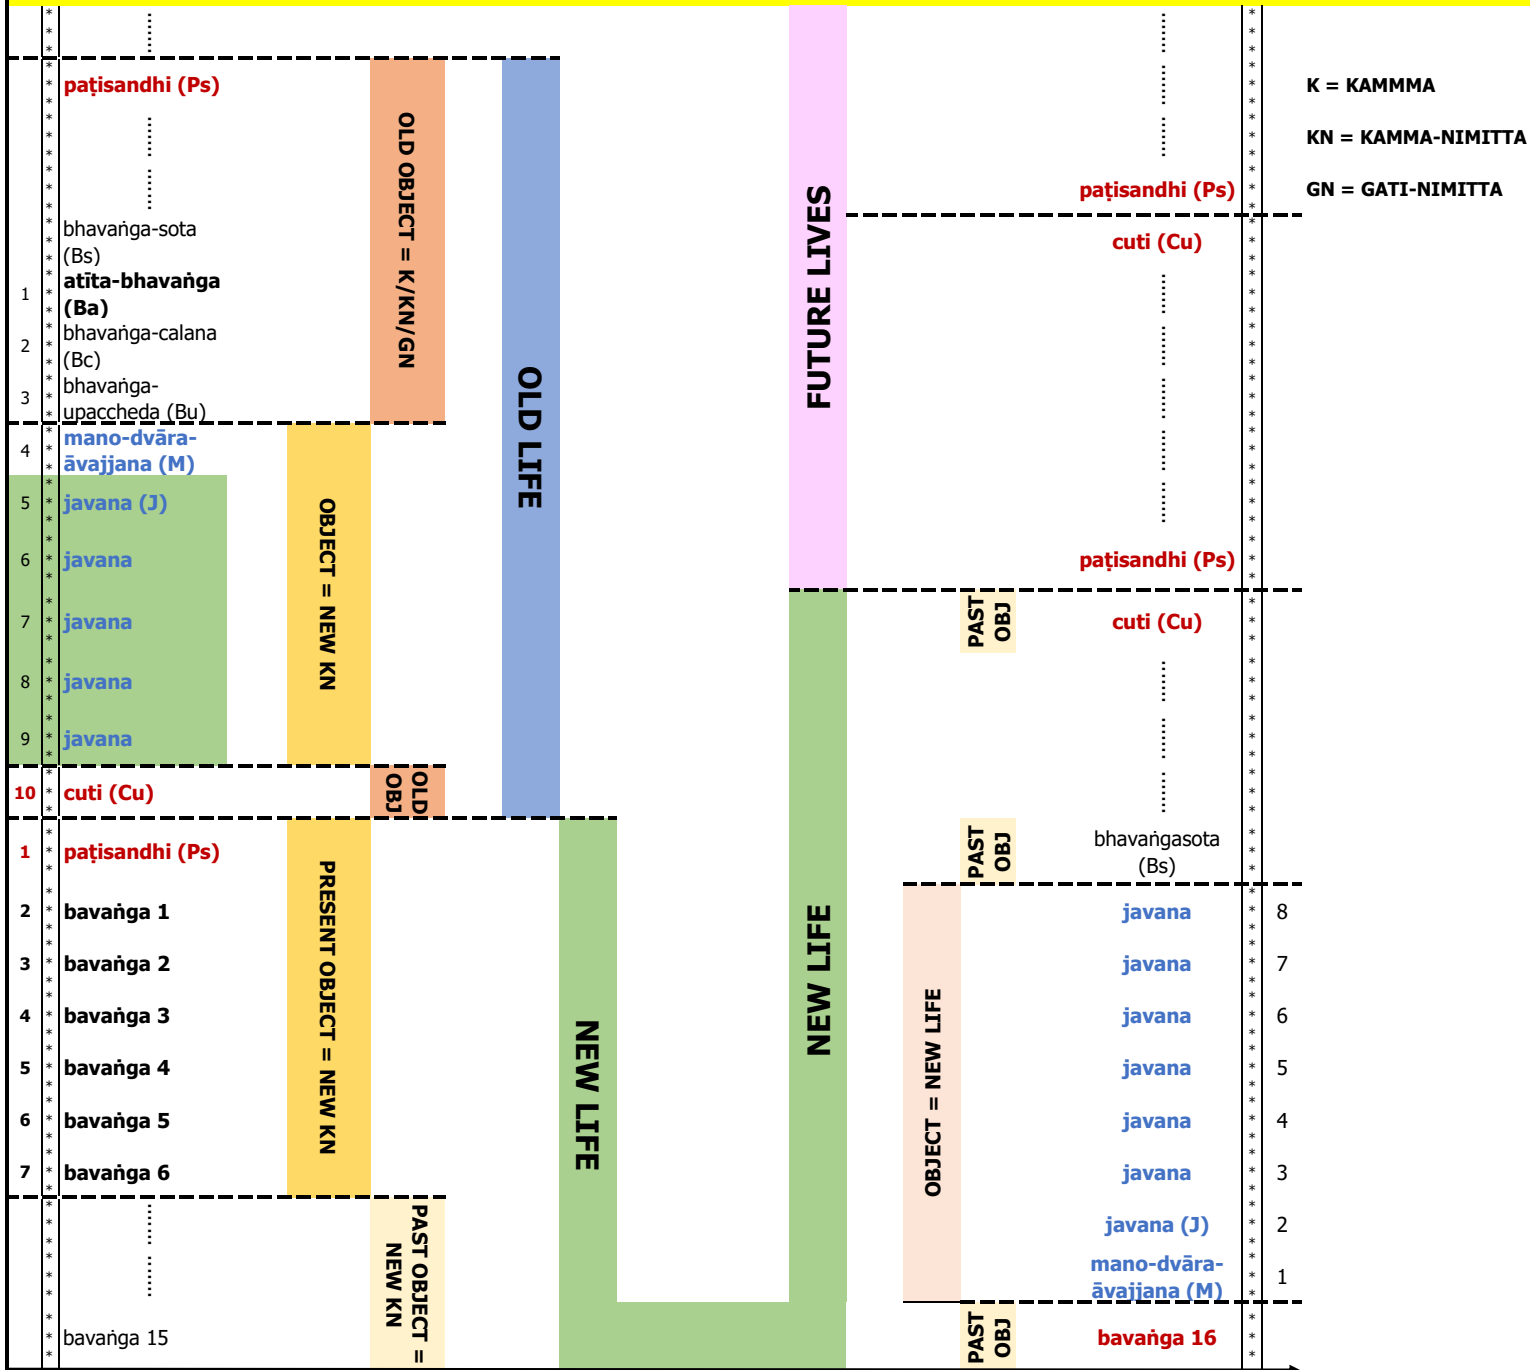 patisandhi (Ps)
bhavaṅga-sota
(Bs)
1
atīta-bhavaṅga
(Ba)
2
bhavaṅga-calana
(Bc)
3
bhavaṅga-
upaccheda (Bu)
4
mano-dvāra-
āvajjana (M)
5
javana (J)
6
javana
7
javana
8
javana
9
javana
10
cuti (Cu)
1
paṭisandhi (Ps)
2
bavaṅga 1
3
bavaṅga 2
4
bavaṅga 3
5
bavaṅga 4
6
bavaṅga 5
7
bavaṅga 6
bavaṅga 15
OLD OBJECT = K/KN/GN
OBJECT = NEW KN
OLD
OBJ
PRESENT OBJECT = NEW KN
PAST OBJECT =
NEW KN
OLD LIFE
NEW LIFE
FUTURE LIVES
NEW LIFE
PAST
OBJ
PAST
OBJ
OBJECT = NEW LIFE
PAST
OBJ
paṭisandhi (Ps)
cuti (Cu)
paṭisandhi (Ps)
cuti (Cu)
bhavaṅgasota
(Bs)
javana
8
javana
7
javana
6
javana
5
javana
4
javana
3
javana (J)
2
mano-dvāra-
āvajjana (M)
1
bavaṅga 16
K = KAMMMA
KN = KAMMA-NIMITTA
GN = GATI-NIMITTA